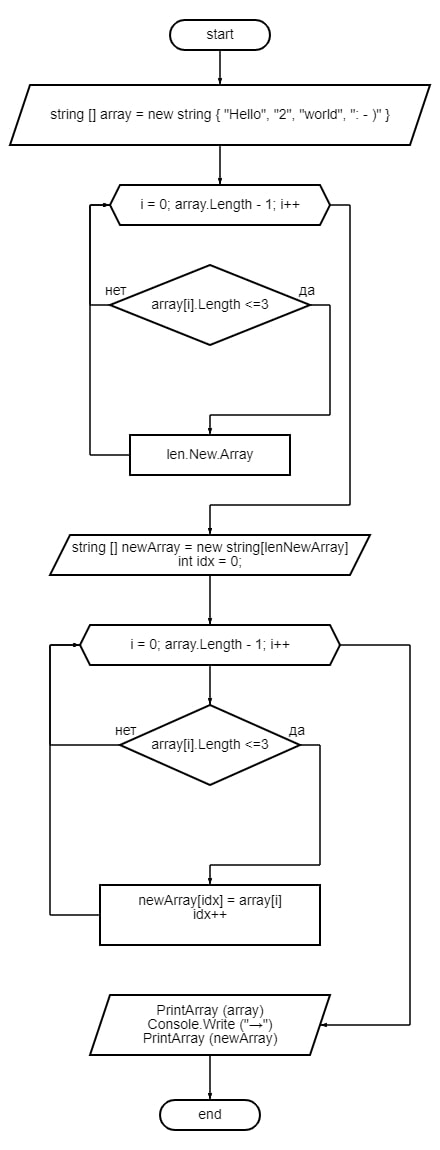 start
string [] array = new string { "Hello", "2", "world", ": - )" }
i = 0; array.Length - 1; i++
нет
да
array[i].Length <=3
len.New.Array
string [] newArray = new string[lenNewArray]
int idx = 0;
i = 0; array.Length - 1; i++
нет
да
array[i].Length <=3
newArray[idx] = array[i]
idx++
PrintArray (array)
Console.Write ("→")
PrintArray (newArray)
end